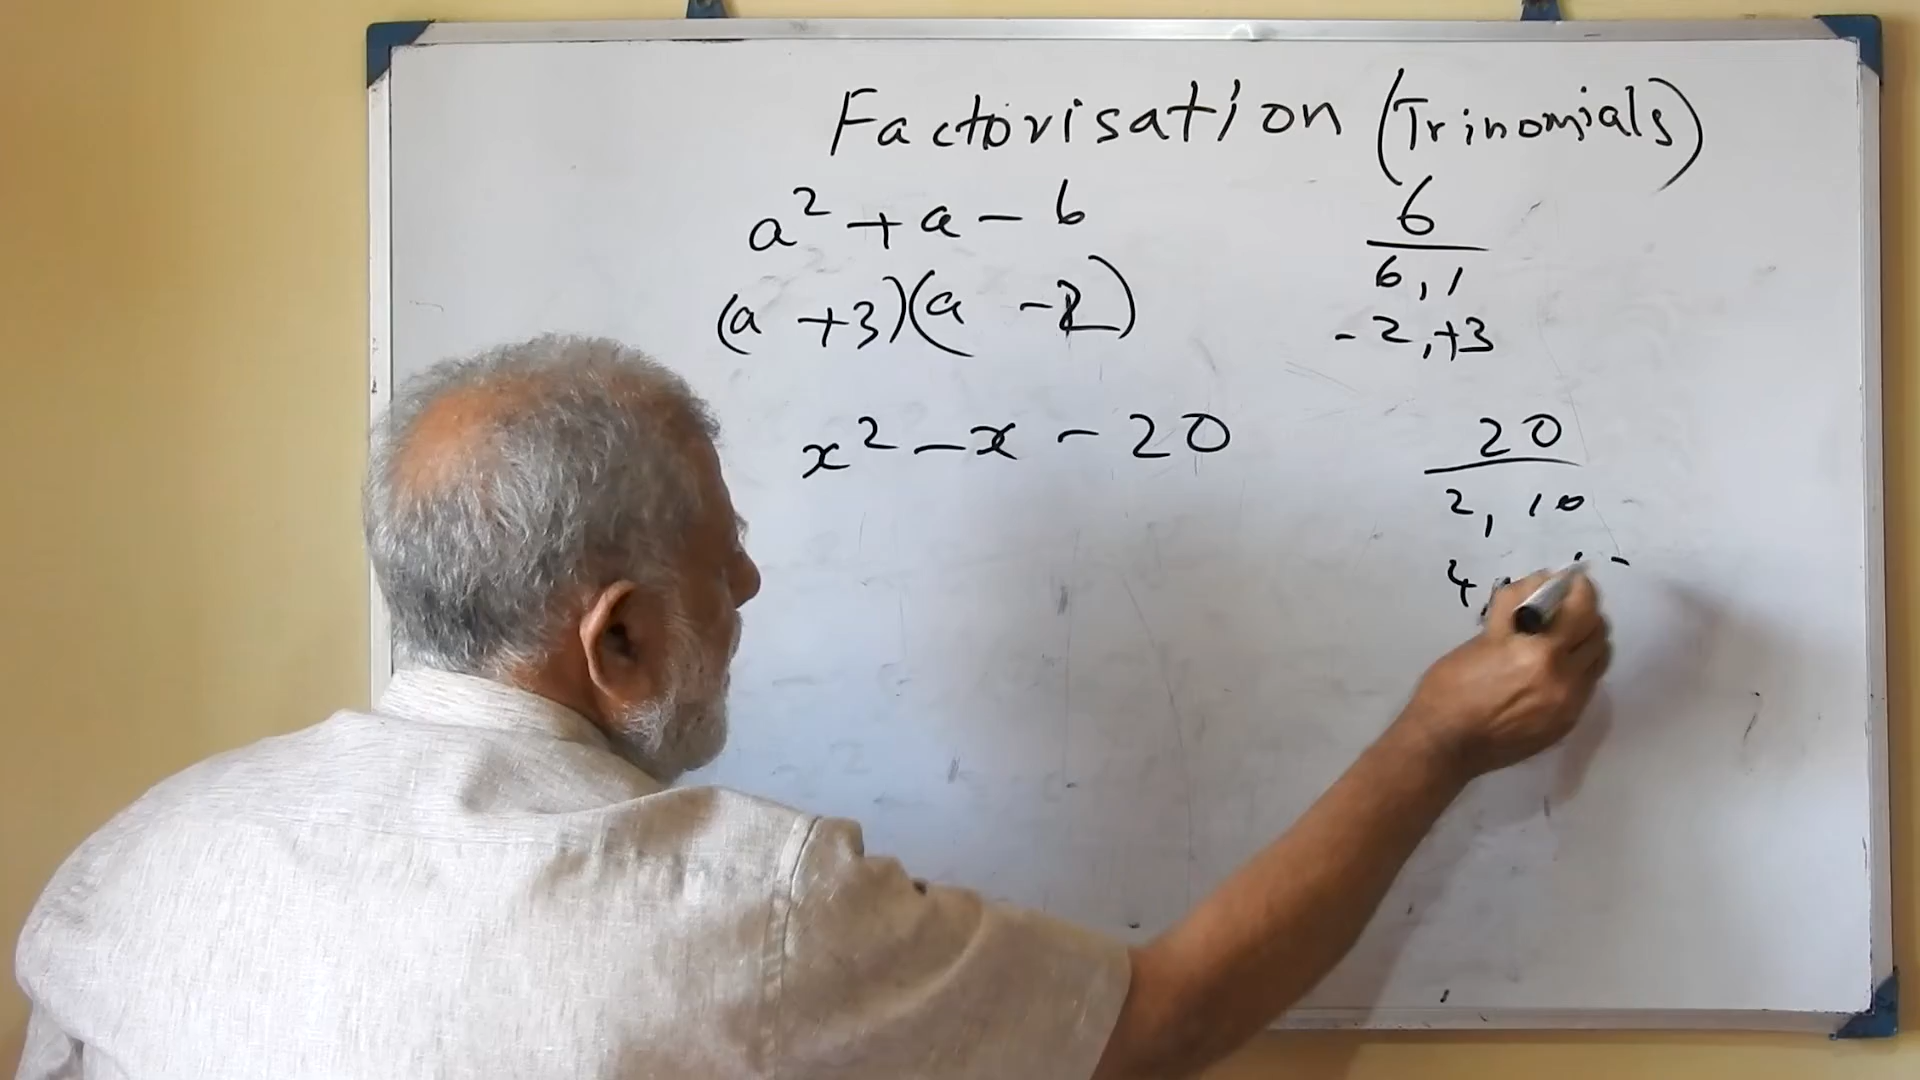 Factorisation (Trinomials)
a² + a - 6
(a + 3)(a - 2)
6
6, 1
- 2, +3
x² - x - 20
20
2, 10
4,